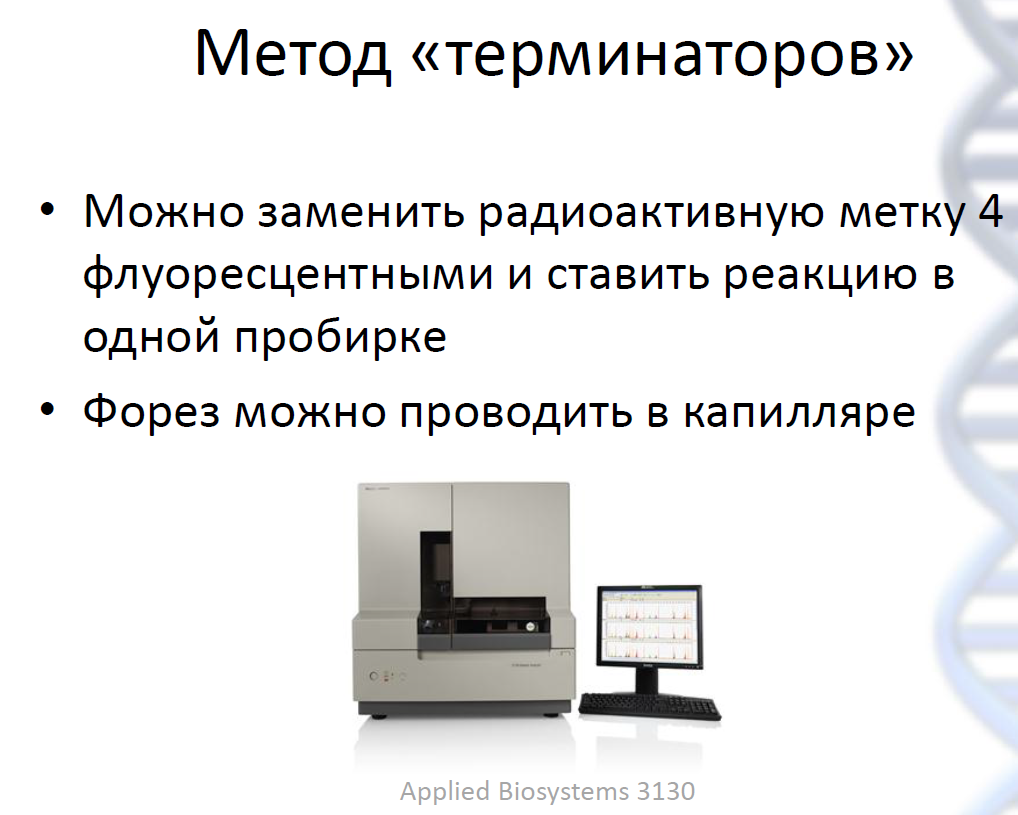 Метод «терминаторов»
• Можно заменить радиоактивную метку 4
флуоресцентными и ставить реакцию в
одной пробирке
• Форез можно проводить в капилляре
Applied Biosystems 3130